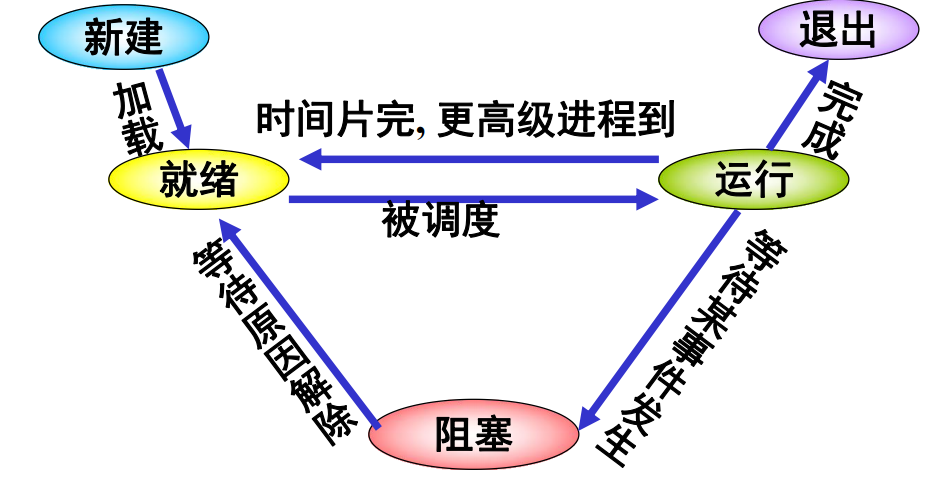 新建
退出
加载
完成
时间片完, 更高级进程到
就绪
运行
被调度
等待原因解除
等待某事件发生
阻塞